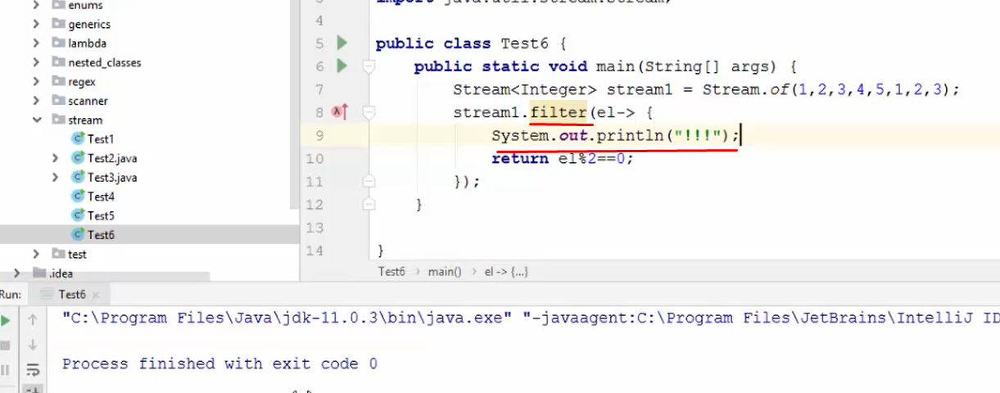 enums
generics
lambda
nested_classes
regex
scanner
stream
Test1
Test2.java
Test3.java
Test4
Test5
Test6
test
.idea
3 import java.util.stream.Stream;
4
5 public class Test6 {
6 public static void main(String[] args) {
7 Stream<Integer> stream1 = Stream.of(1,2,3,4,5,1,2,3);
8 stream1.filter(el-> {
9 System.out.println("!!!");
10 return el%2==0;
11 });
12 }
13
14 }
Test6 › main() › el -> {...}
Run: Test6 ×
"C:\Program Files\Java\jdk-11.0.3\bin\java.exe" "-javaagent:C:\Program Files\JetBrains\IntelliJ ID
Process finished with exit code 0